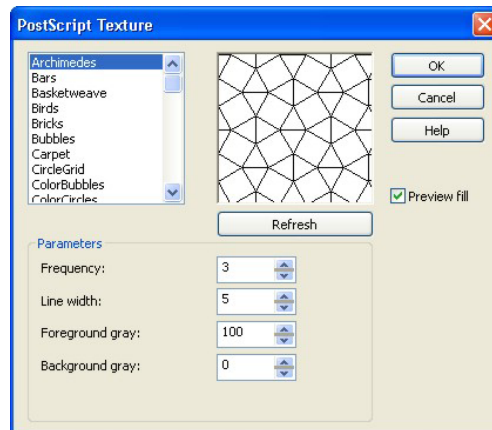 PostScript Texture
Archimedes
Bars
Basketweave
Birds
Bricks
Bubbles
Carpet
CircleGrid
ColorBubbles
ColorCircles
OK
Cancel
Help
Preview fill
Refresh
Parameters
Frequency: 3
Line width: 5
Foreground gray: 100
Background gray: 0